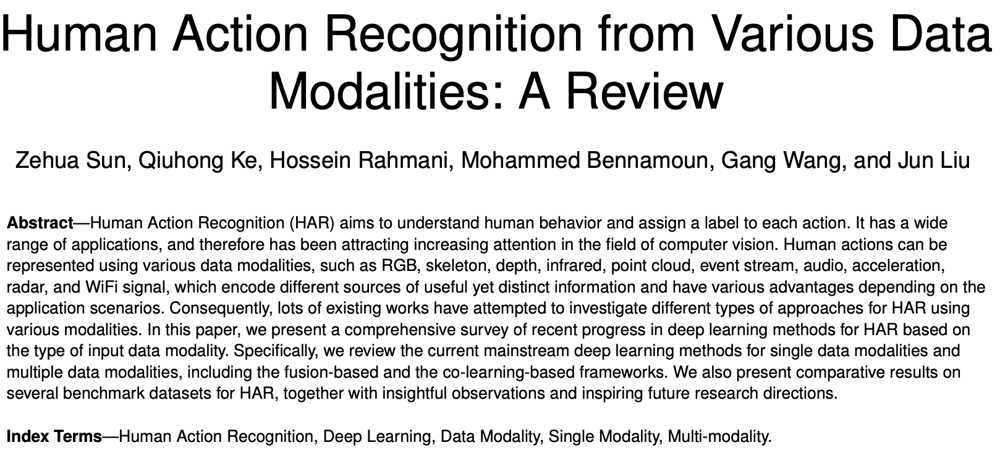 Human Action Recognition from Various Data
Modalities: A Review
Zehua Sun, Qiuhong Ke, Hossein Rahmani, Mohammed Bennamoun, Gang Wang, and Jun Liu
Abstract—Human Action Recognition (HAR) aims to understand human behavior and assign a label to each action. It has a wide
range of applications, and therefore has been attracting increasing attention in the field of computer vision. Human actions can be
represented using various data modalities, such as RGB, skeleton, depth, infrared, point cloud, event stream, audio, acceleration,
radar, and WiFi signal, which encode different sources of useful yet distinct information and have various advantages depending on the
application scenarios. Consequently, lots of existing works have attempted to investigate different types of approaches for HAR using
various modalities. In this paper, we present a comprehensive survey of recent progress in deep learning methods for HAR based on
the type of input data modality. Specifically, we review the current mainstream deep learning methods for single data modalities and
multiple data modalities, including the fusion-based and the co-learning-based frameworks. We also present comparative results on
several benchmark datasets for HAR, together with insightful observations and inspiring future research directions.
Index Terms—Human Action Recognition, Deep Learning, Data Modality, Single Modality, Multi-modality.